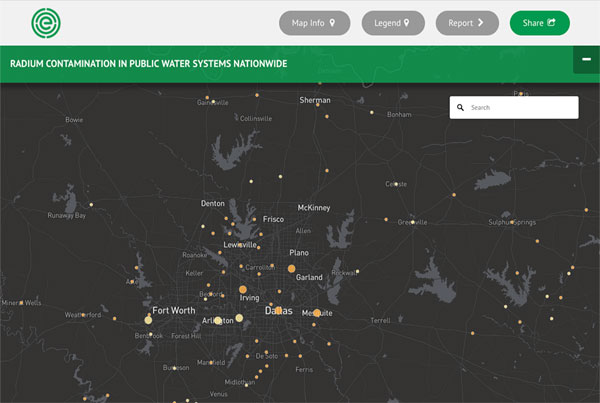 Map Info
Legend
Report
Share
RADIUM CONTAMINATION IN PUBLIC WATER SYSTEMS NATIONWIDE
Search
Paris
Gainesville
Sherman
Bonham
Bowie
Collinsville
Celeste
Denton
McKinney
Runaway Bay
Frisco
Greenville
Sulphur Springs
Allen
Lewisville
Roanoke
Plano
Carrollton
Keller
Garland
Rockwall
Azle
Bedford
Irving
Mineral Wells
Weatherford
Fort Worth
Arlington
Dallas
Mesquite
Terrell
Benbrook
Forest Hill
De Soto
Mansfield
Burleson
Ferris
Midlothian
Venus